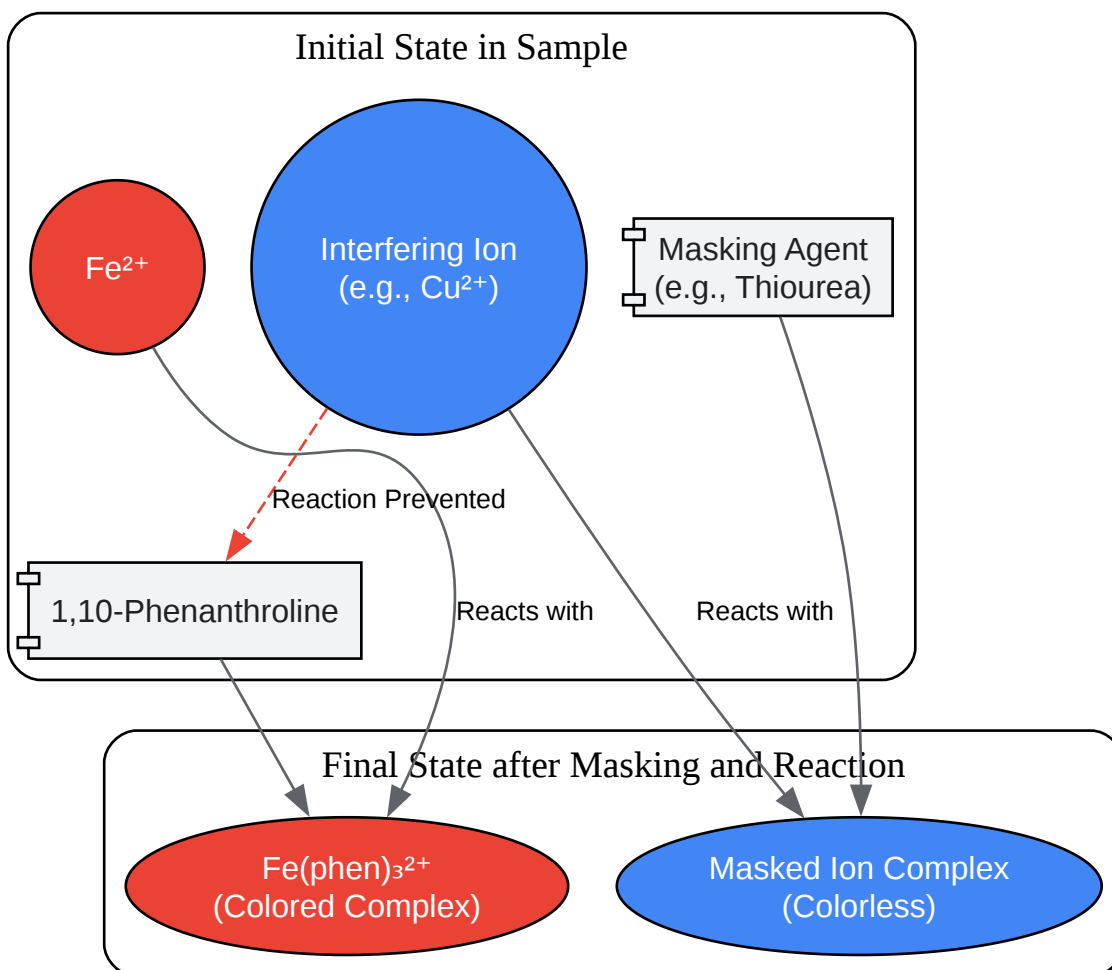 Initial State in Sample
Fe²⁺
Interfering Ion
(e.g., Cu²⁺)
Masking Agent
(e.g., Thiourea)
Reaction Prevented
1,10-Phenanthroline
Reacts with
Reacts with
Final State after Masking and Reaction
Fe(phen)₃²⁺
(Colored Complex)
Masked Ion Complex
(Colorless)